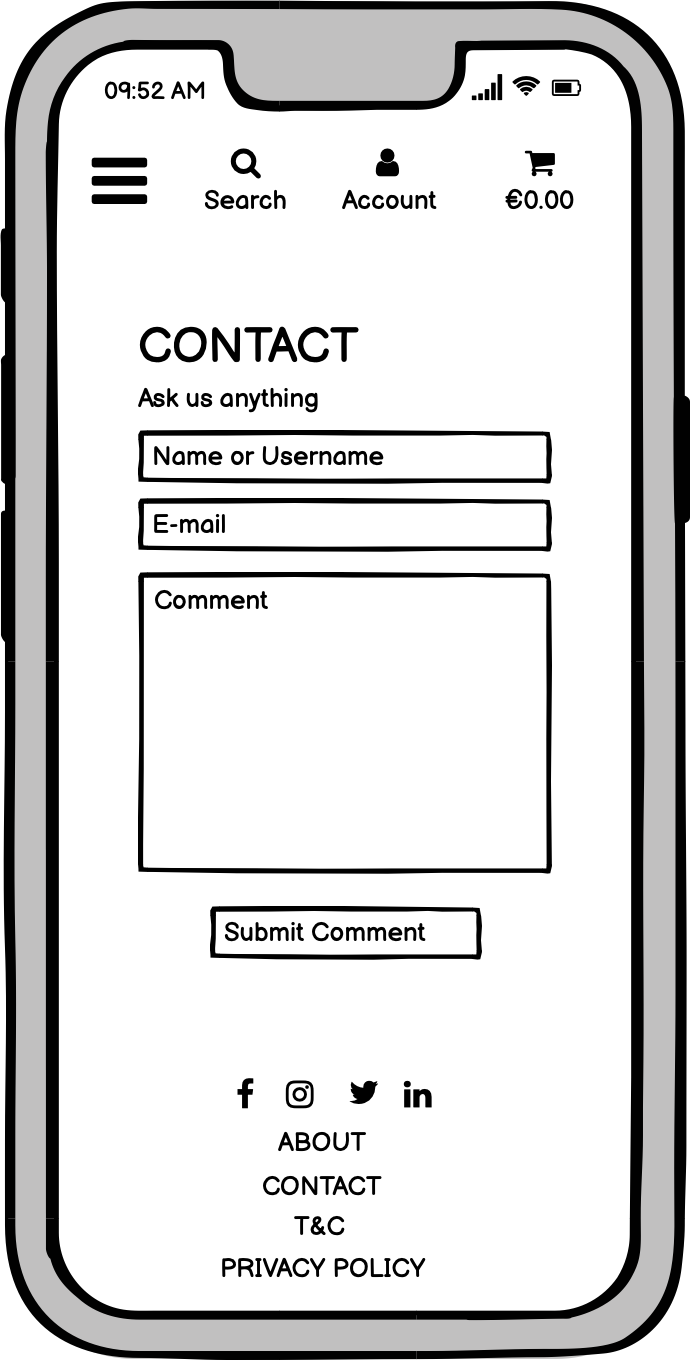 09:52 AM
Search Account €0.00
CONTACT
Ask us anything
Name or Username
E-mail
Comment
Submit Comment
f in
ABOUT
CONTACT
T&C
PRIVACY POLICY